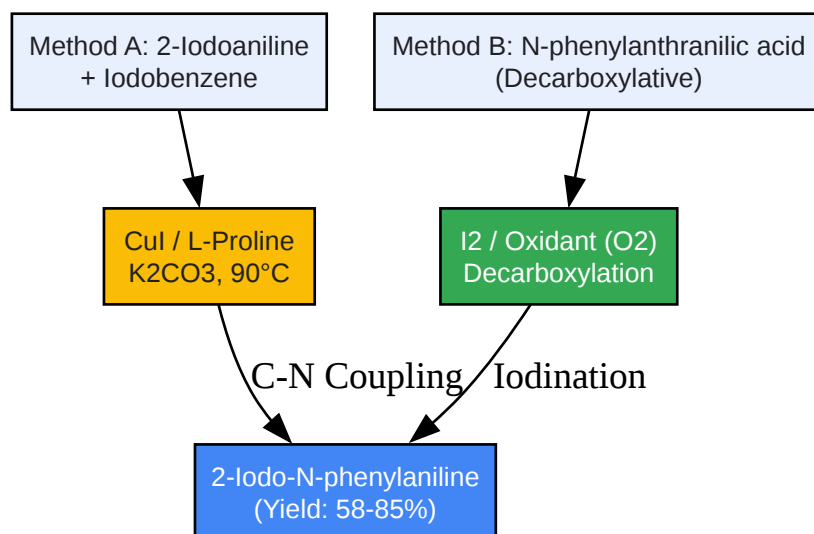 Method A: 2-Iodoaniline
+ Iodobenzene
Method B: N-phenylanthranilic acid
(Decarboxylative)
CuI / L-Proline
K2CO3, 90°C
I2 / Oxidant (O2)
Decarboxylation
C-N Coupling
Iodination
2-Iodo-N-phenylaniline
(Yield: 58-85%)